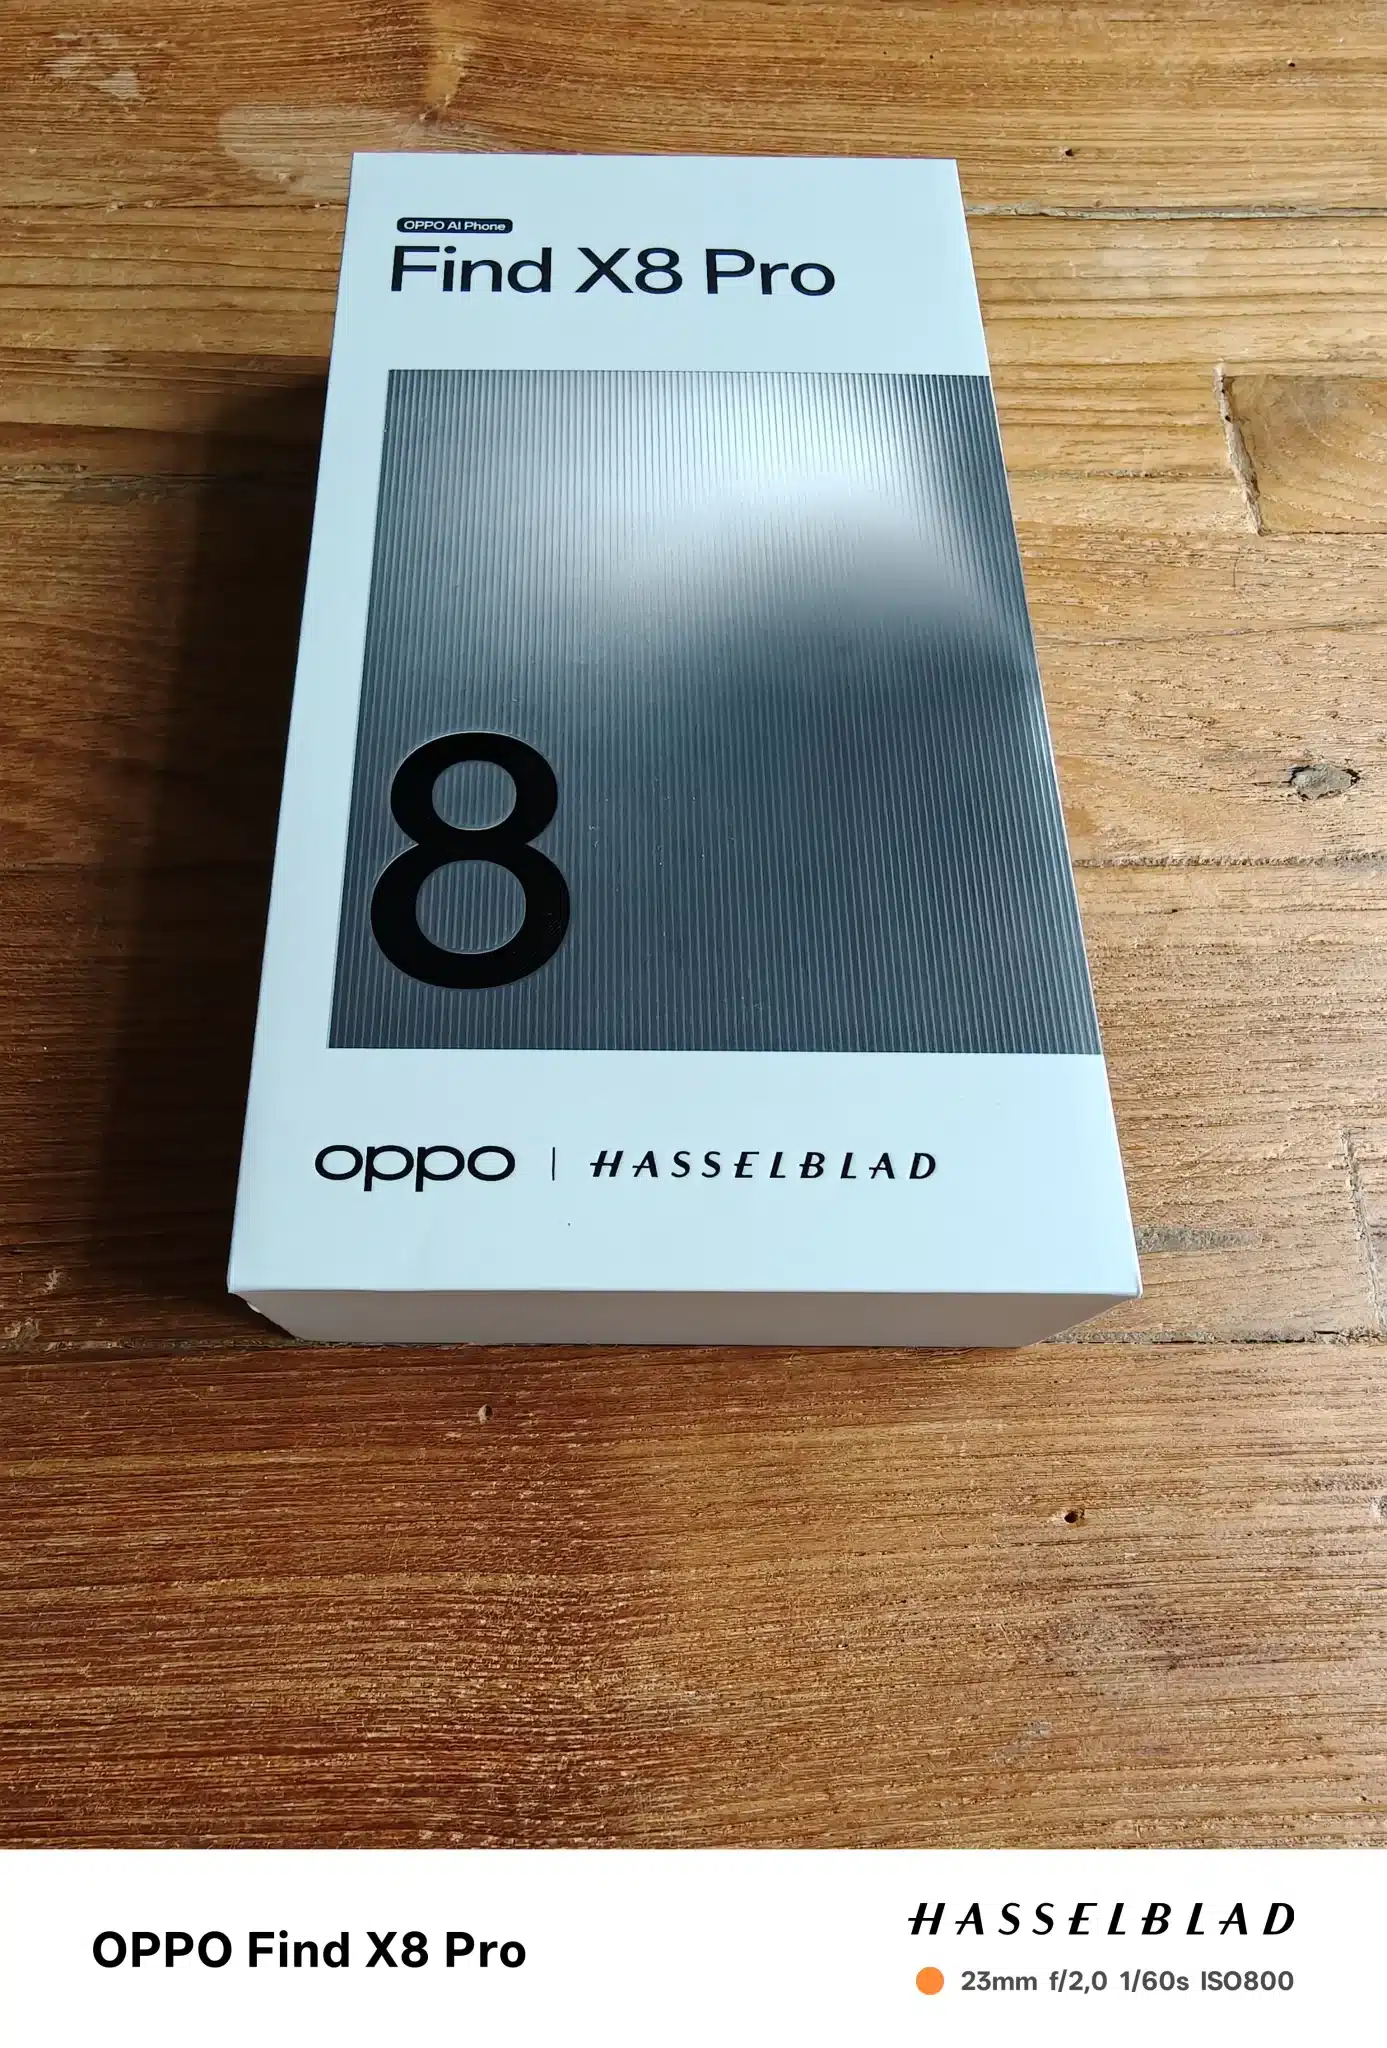 OPPO AI Phone
Find X8 Pro
8
oppo | HASSELBLAD
OPPO Find X8 Pro
HASSELBLAD
23mm f/2,0 1/60s ISO800